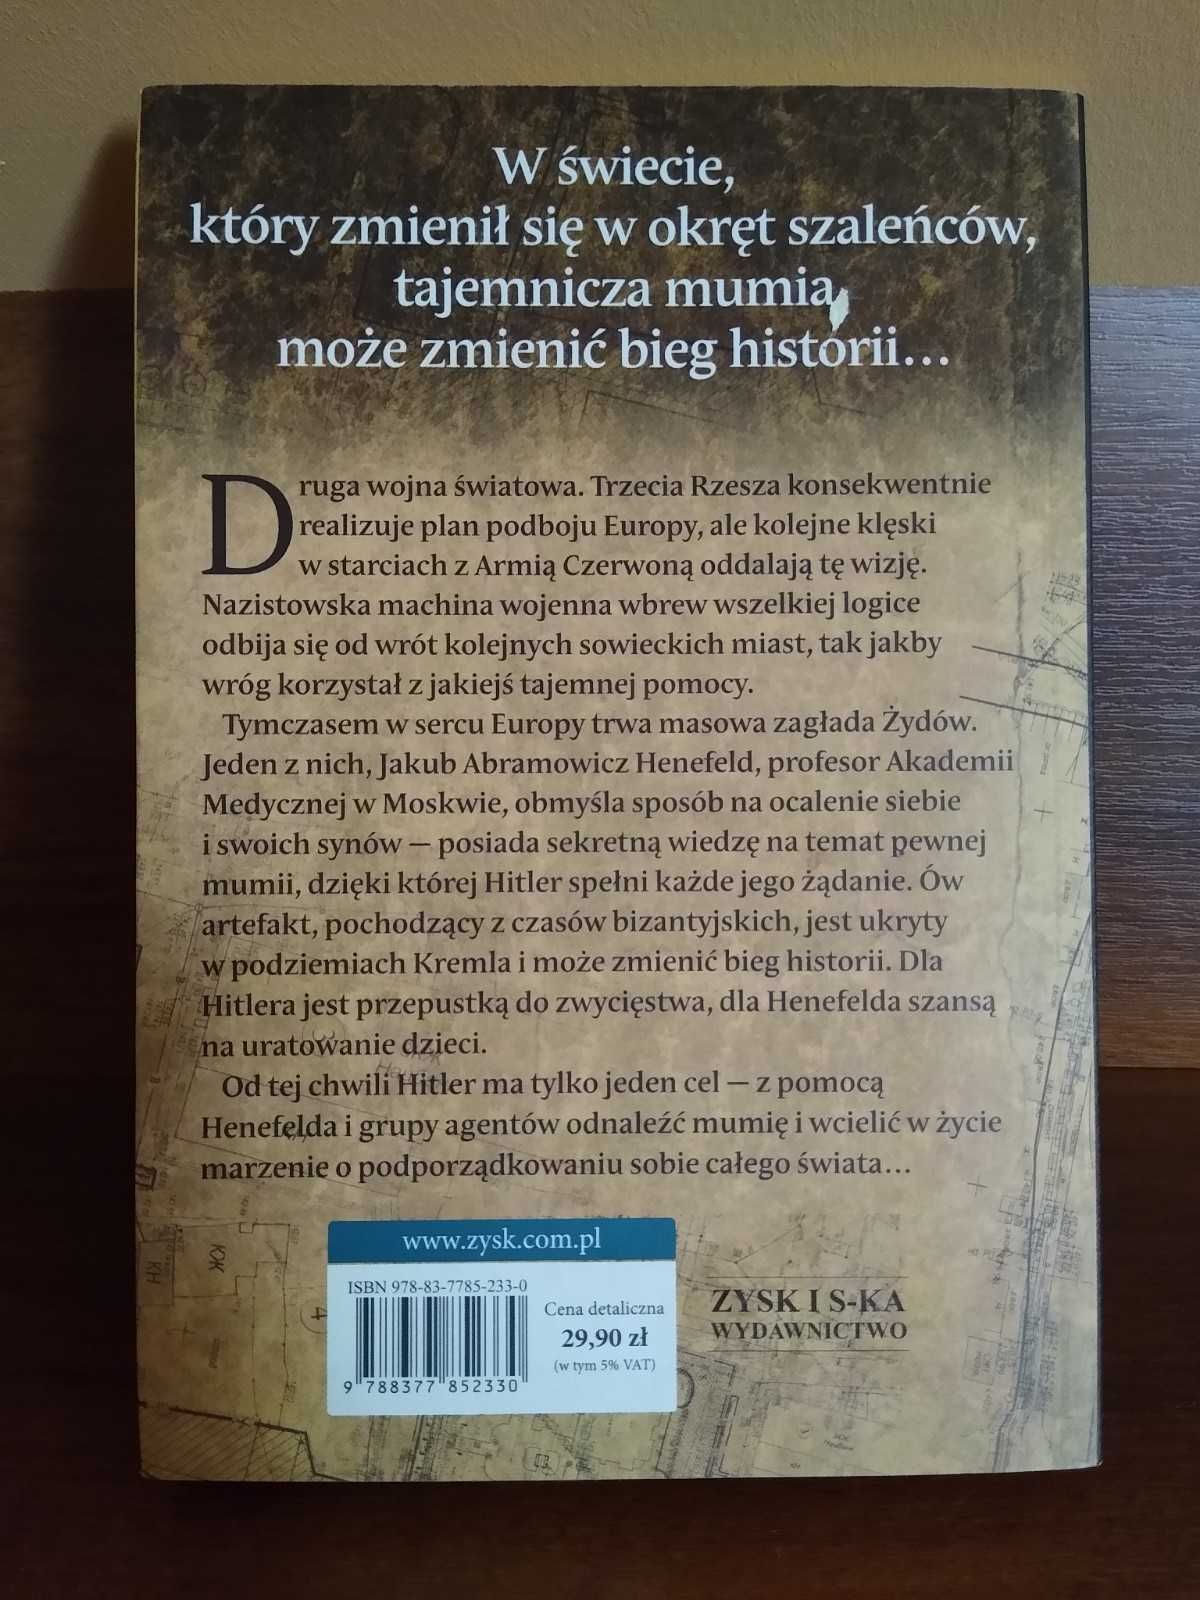 W świecie,
który zmienił się w okręt szaleńców,
tajemnicza mumia
może zmienić bieg historii…
Druga wojna światowa. Trzecia Rzesza konsekwentnie
realizuje plan podboju Europy, ale kolejne klęski
w starciach z Armią Czerwoną oddalają tę wizję.
Nazistowska machina wojenna wbrew wszelkiej logice
odbija się od wrót kolejnych sowieckich miast, tak jakby
wróg korzystał z jakiejś tajemnej pomocy.
Tymczasem w sercu Europy trwa masowa zagłada Żydów.
Jeden z nich, Jakub Abramowicz Henefeld, profesor Akademii
Medycznej w Moskwie, obmyśla sposób na ocalenie siebie
i swoich synów — posiada sekretną wiedzę na temat pewnej
mumii, dzięki której Hitler spełni każde jego żądanie. Ów
artefakt, pochodzący z czasów bizantyjskich, jest ukryty
w podziemiach Kremla i może zmienić bieg historii. Dla
Hitlera jest przepustką do zwycięstwa, dla Henefelda szansą
na uratowanie dzieci.
Od tej chwili Hitler ma tylko jeden cel — z pomocą
Henefelda i grupy agentów odnaleźć mumię i wcielić w życie
marzenie o podporządkowaniu sobie całego świata…
www.zysk.com.pl
ISBN 978-83-7785-233-0
Cena detaliczna
29,90 zł
(w tym 5% VAT)
9 788377 852330
ZYSK I S-KA
WYDAWNICTWO
КН
КЖ
4